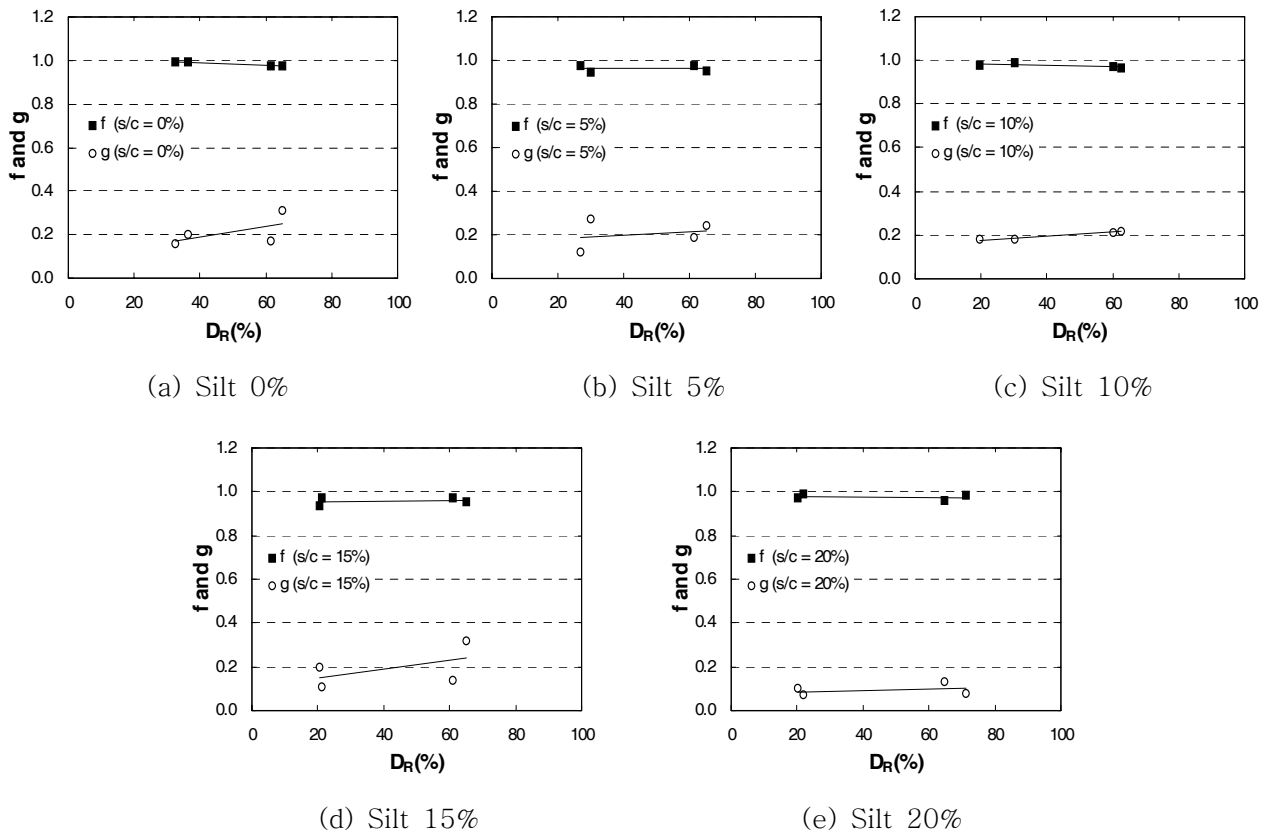 1.2
1.0
0.8
0.6
0.4
0.2
0.0
f and g
f (s/c = 0%)
g (s/c = 0%)
0 20 40 60 80 100
DR(%)
(a) Silt 0%
1.2
1.0
0.8
0.6
0.4
0.2
0.0
f and g
f (s/c = 5%)
g (s/c = 5%)
0 20 40 60 80 100
DR(%)
(b) Silt 5%
1.2
1.0
0.8
0.6
0.4
0.2
0.0
f and g
f (s/c = 10%)
g (s/c = 10%)
0 20 40 60 80 100
DR(%)
(c) Silt 10%
1.2
1.0
0.8
0.6
0.4
0.2
0.0
f and g
f (s/c = 15%)
g (s/c = 15%)
0 20 40 60 80 100
DR(%)
(d) Silt 15%
1.2
1.0
0.8
0.6
0.4
0.2
0.0
f and g
f (s/c = 20%)
g (s/c = 20%)
0 20 40 60 80 100
DR(%)
(e) Silt 20%